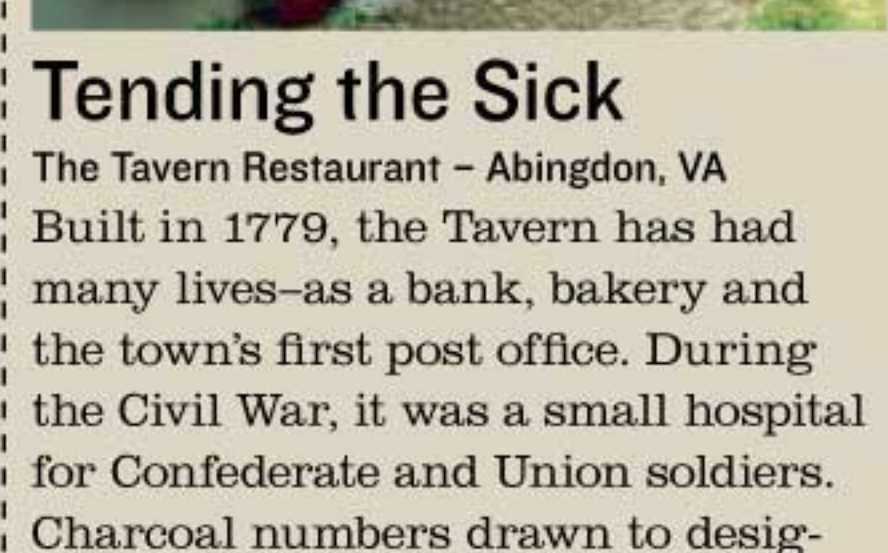 Tending the Sick
The Tavern Restaurant – Abingdon, VA
Built in 1779, the Tavern has had
many lives–as a bank, bakery and
the town's first post office. During
the Civil War, it was a small hospital
for Confederate and Union soldiers.
Charcoal numbers drawn to desig-